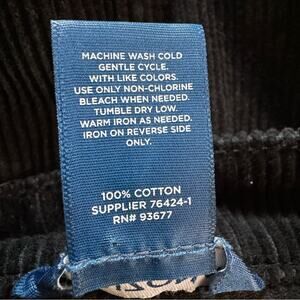 MACHINE WASH COLD
GENTLE CYCLE.
WITH LIKE COLORS.
USE ONLY NON-CHLORINE
BLEACH WHEN NEEDED.
TUMBLE DRY LOW.
WARM IRON AS NEEDED.
IRON ON REVERSE SIDE
ONLY.
100% COTTON
SUPPLIER 76424-1
RN# 93677